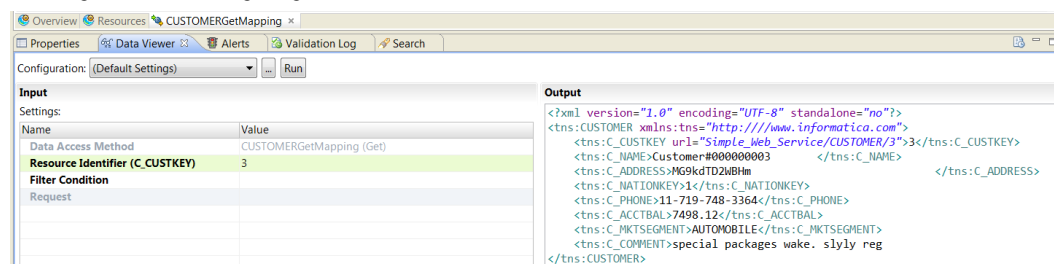 Overview Resources CUSTOMERGetMapping
Properties Data Viewer Alerts Validation Log Search
Configuration: (Default Settings) ... Run
Input
Settings:
Name Value
Data Access Method CUSTOMERGetMapping (Get)
Resource Identifier (C_CUSTKEY) 3
Filter Condition
Request
Output
<?xml version="1.0" encoding="UTF-8" standalone="no"?>
<tns:CUSTOMER xmlns:tns="http:////www.informatica.com">
<tns:C_CUSTKEY url="Simple_Web_Service/CUSTOMER/3">3</tns:C_CUSTKEY>
<tns:C_NAME>Customer#000000003 </tns:C_NAME>
<tns:C_ADDRESS>MG9kdTD2WBHm </tns:C_ADDRESS>
<tns:C_NATIONKEY>1</tns:C_NATIONKEY>
<tns:C_PHONE>11-719-748-3364</tns:C_PHONE>
<tns:C_ACCTBAL>7498.12</tns:C_ACCTBAL>
<tns:C_MKTSEGMENT>AUTOMOBILE</tns:C_MKTSEGMENT>
<tns:C_COMMENT>special packages wake. slyly reg
</tns:CUSTOMER>